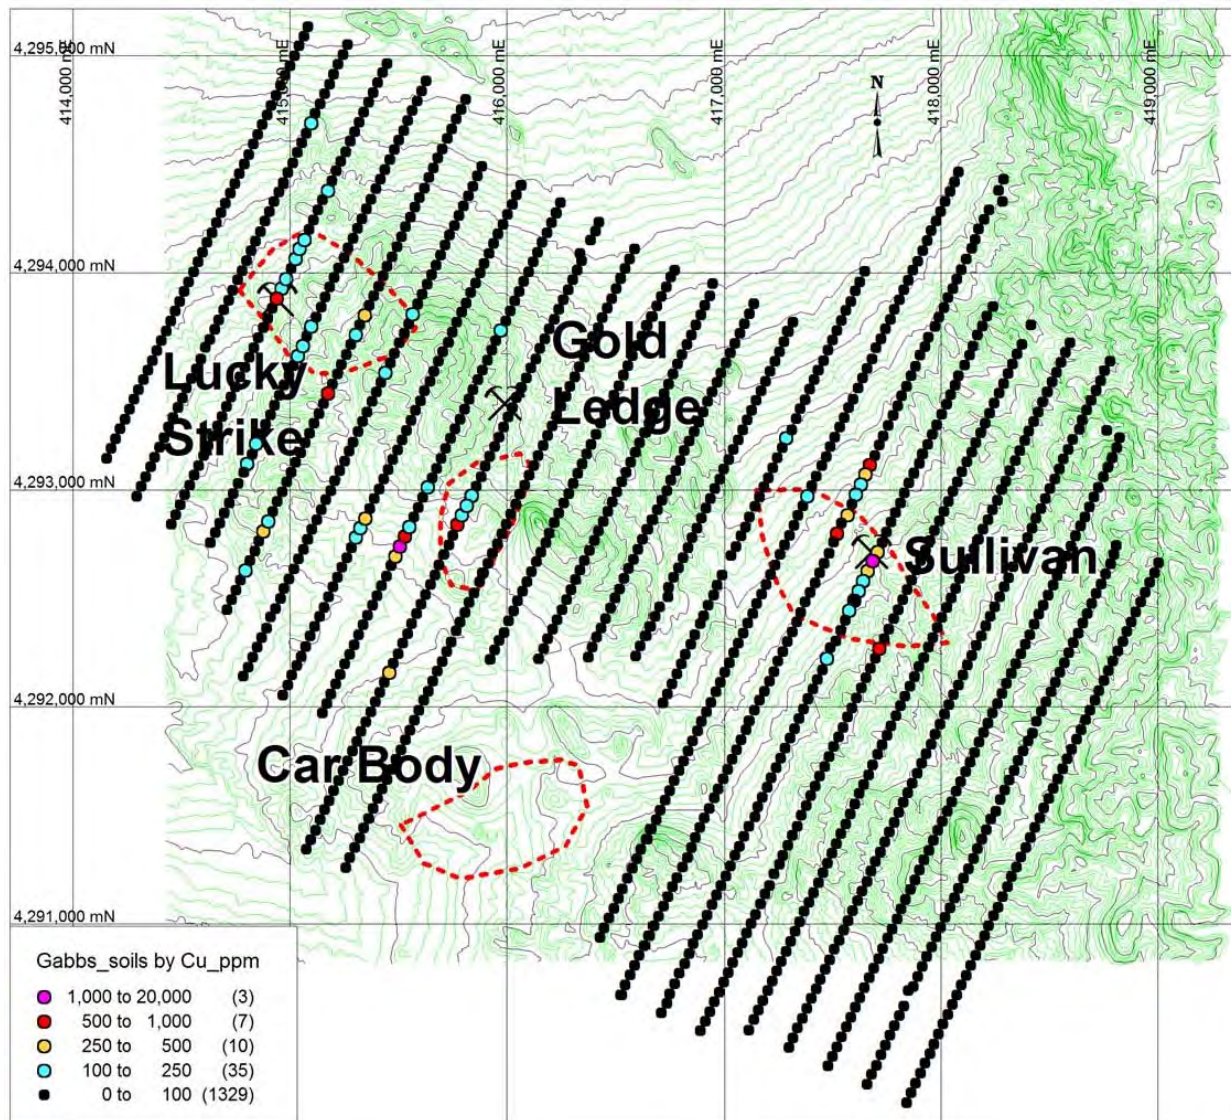 4,295,000 mN
414,000 mE
415,000 mE
416,000 mE
417,000 mE
418,000 mE
419,000 mE
N
4,294,000 mN
Gold
Ledge
Lucky
Strike
4,293,000 mN
Sullivan
4,292,000 mN
Car Body
4,291,000 mN
Gabbs_soils by Cu_ppm
1,000 to 20,000 (3)
500 to 1,000 (7)
250 to 500 (10)
100 to 250 (35)
0 to 100 (1329)